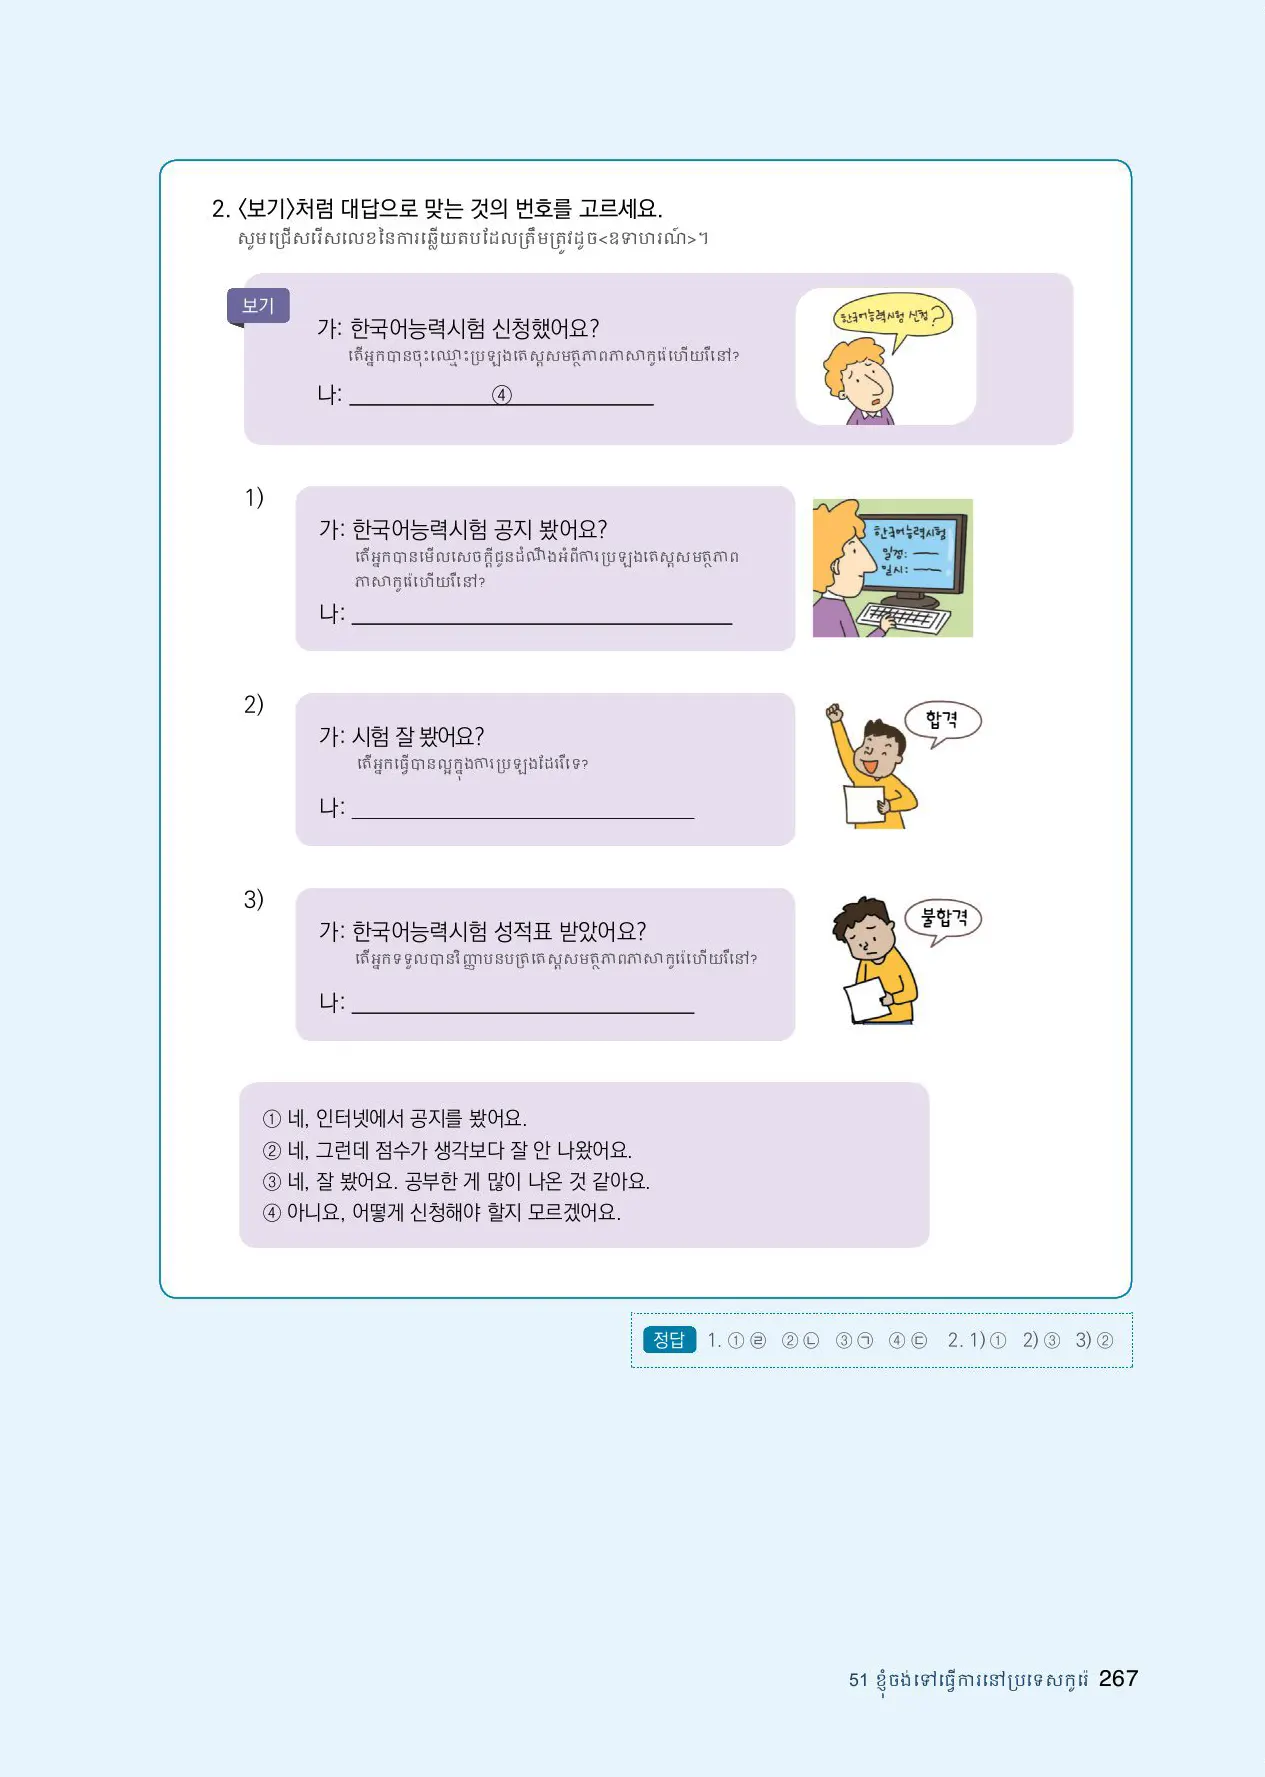 2. 〈보기〉처럼 대답으로 맞는 것의 번호를 고르세요.
សូមជ្រើសរើសលេខនៃការឆ្លើយតបដែលត្រឹមត្រូវដូច<ឧទាហរណ៍>។
보기
가: 한국어능력시험 신청했어요?
តើអ្នកបានចុះឈ្មោះប្រឡងតេស្តសមត្ថភាពភាសាកូរ៉េហើយរឺនៅ?
나: ④
한국어능력시험 신청?
1)
가: 한국어능력시험 공지 봤어요?
តើអ្នកបានមើលសេចក្តីជូនដំណឹងអំពីការប្រឡងតេស្តសមត្ថភាព
ភាសាកូរ៉េហើយរឺនៅ?
나:
한국어능력시험
일정:
일시:
2)
가: 시험 잘 봤어요?
តើអ្នកធ្វើបានល្អក្នុងការប្រឡងដែររឺទេ?
나:
합격
3)
가: 한국어능력시험 성적표 받았어요?
តើអ្នកទទួលបានវិញ្ញាបនបត្រតេស្តសមត្ថភាពភាសាកូរ៉េហើយរឺនៅ?
나:
불합격
① 네, 인터넷에서 공지를 봤어요.
② 네, 그런데 점수가 생각보다 잘 안 나왔어요.
③ 네, 잘 봤어요. 공부한 게 많이 나온 것 같아요.
④ 아니요, 어떻게 신청해야 할지 모르겠어요.
정답 1. ① ㉣ ② ㉡ ③ ㉠ ④ ㉢ 2. 1) ① 2) ③ 3) ②
51 ខ្ញុំចង់ទៅធ្វើការនៅប្រទេសកូរ៉េ 267